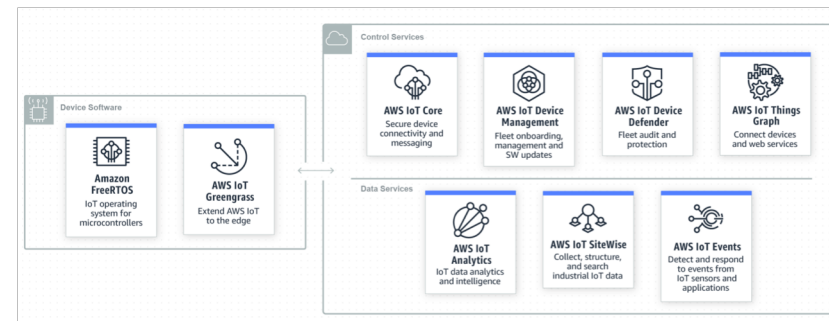 Control Services
AWS IoT Core
Secure device
connectivity and
messaging
AWS IoT Device
Management
Fleet onboarding,
management and
SW updates
AWS IoT Device
Defender
Fleet audit and
protection
AWS IoT Things
Graph
Connect devices
and web services
Device Software
Amazon
FreeRTOS
IoT operating
system for
microcontrollers
AWS IoT
Greengrass
Extend AWS IoT
to the edge
Data Services
AWS IoT
Analytics
IoT data analytics
and intelligence
AWS IoT SiteWise
Collect, structure,
and search
industrial IoT data
AWS IoT Events
Detect and respond
to events from
IoT sensors and
applications